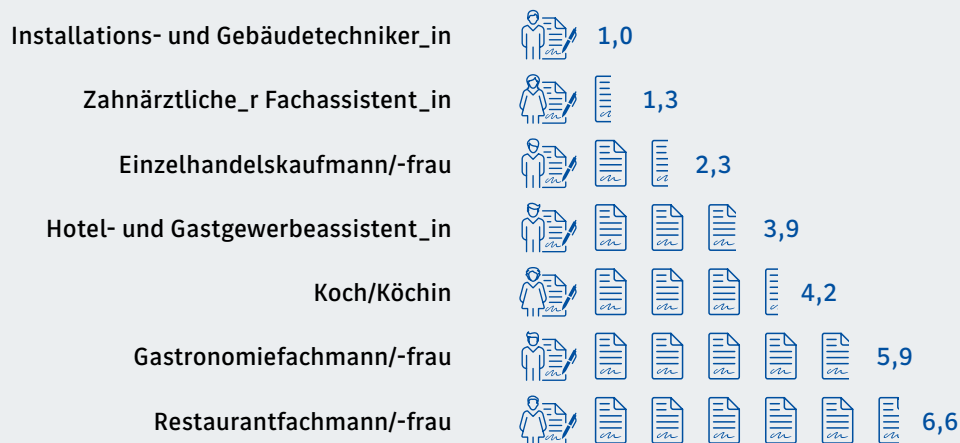 Installations- und Gebäudetechniker_in 1,0
Zahnärztliche_r Fachassistent_in 1,3
Einzelhandelskaufmann/-frau 2,3
Hotel- und Gastgewerbeassistent_in 3,9
Koch/Köchin 4,2
Gastronomiefachmann/-frau 5,9
Restaurantfachmann/-frau 6,6